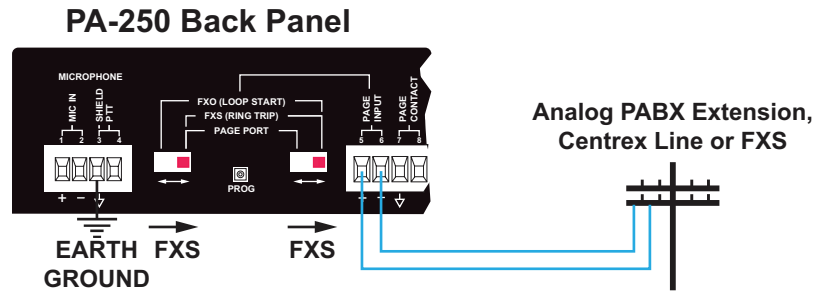 PA-250 Back Panel
MICROPHONE
MIC IN
SHIELD
PTT
1 2 3 4
FXO (LOOP START)
FXS (RING TRIP)
PAGE PORT
PROG
PAGE
INPUT
PAGE
CONTACT
5 6 7 8
+ −
+ −
EARTH
GROUND
FXS
FXS
Analog PABX Extension,
Centrex Line or FXS